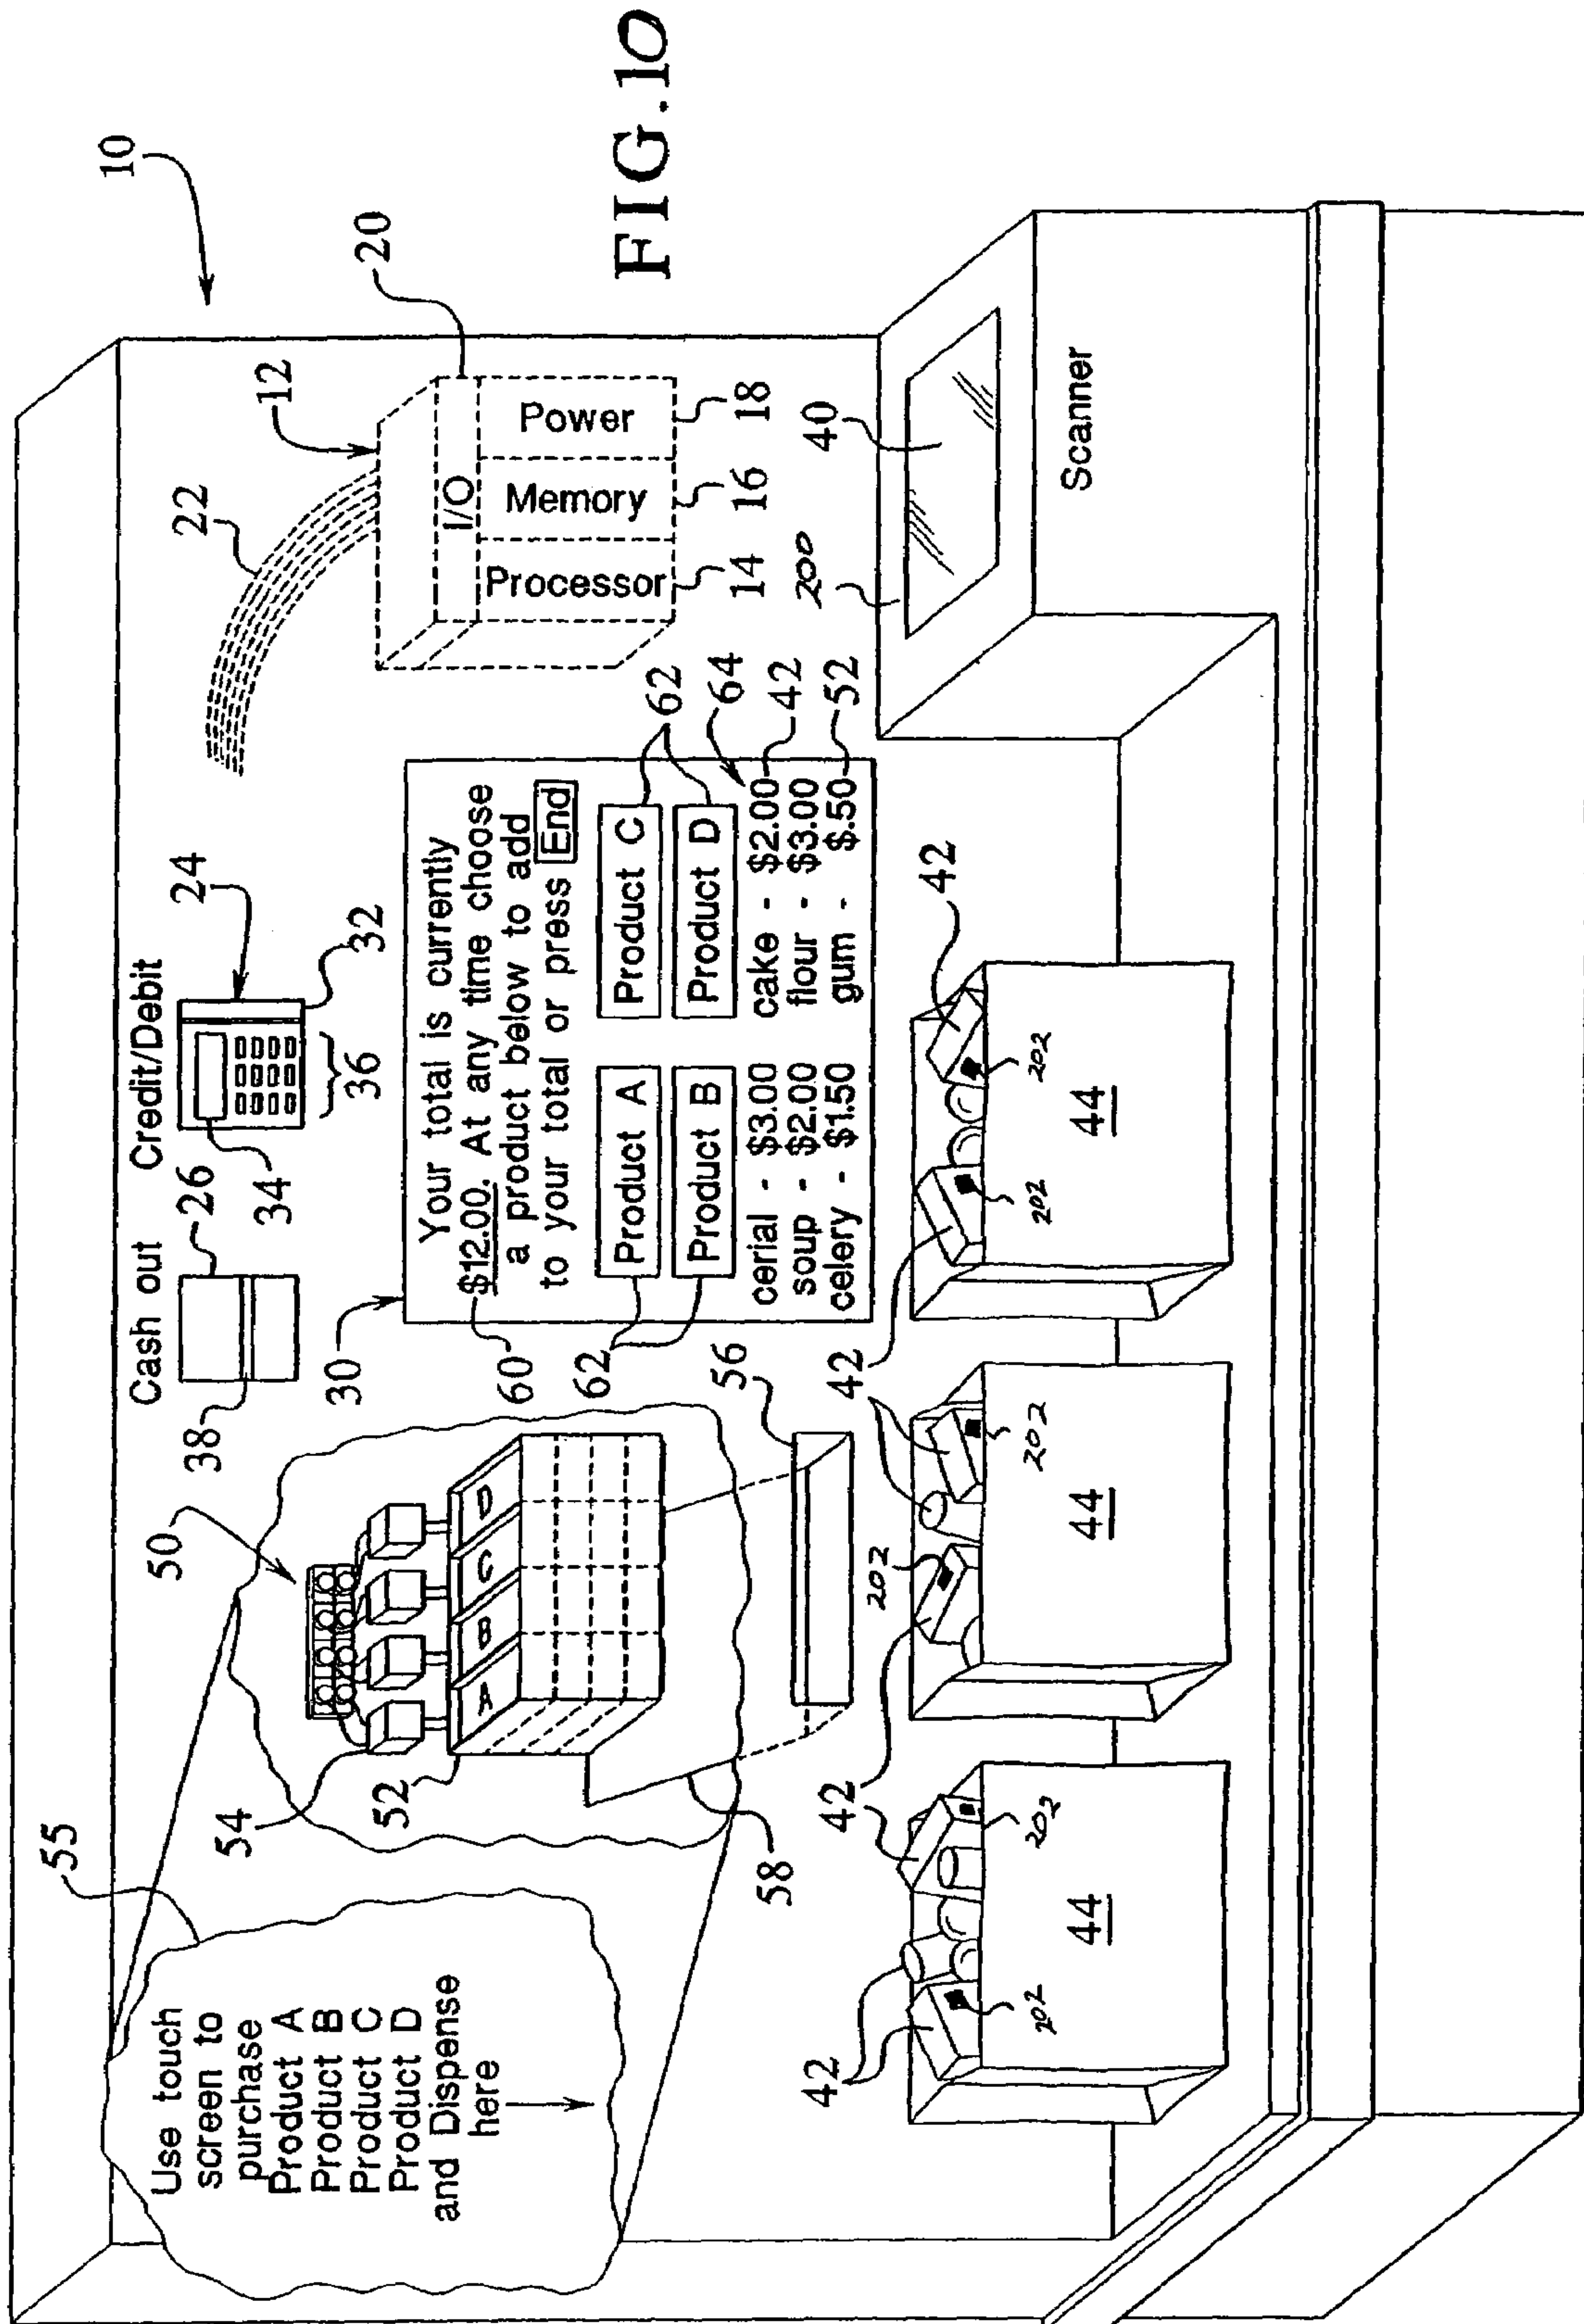 10
55
Use touch
screen to
purchase
Product A
Product B
Product C
Product D
and Dispense
here
50
54
52
A
B
C
D
58
56
Cash out
26
38
Credit/Debit
24
34
36
32
22
12
20
I/O
Processor
Memory
Power
14
16
18
FIG.10
30
60
Your total is currently
$12.00. At any time choose
a product below to add
to your total or press End
Product A
Product C
Product B
Product D
62
62
64
cerial - $3.00
cake - $2.00
soup - $2.00
flour - $3.00
celery - $1.50
gum - $.50
42
52
200
40
Scanner
42
42
42
42
42
42
202
202
202
202
202
202
44
44
44